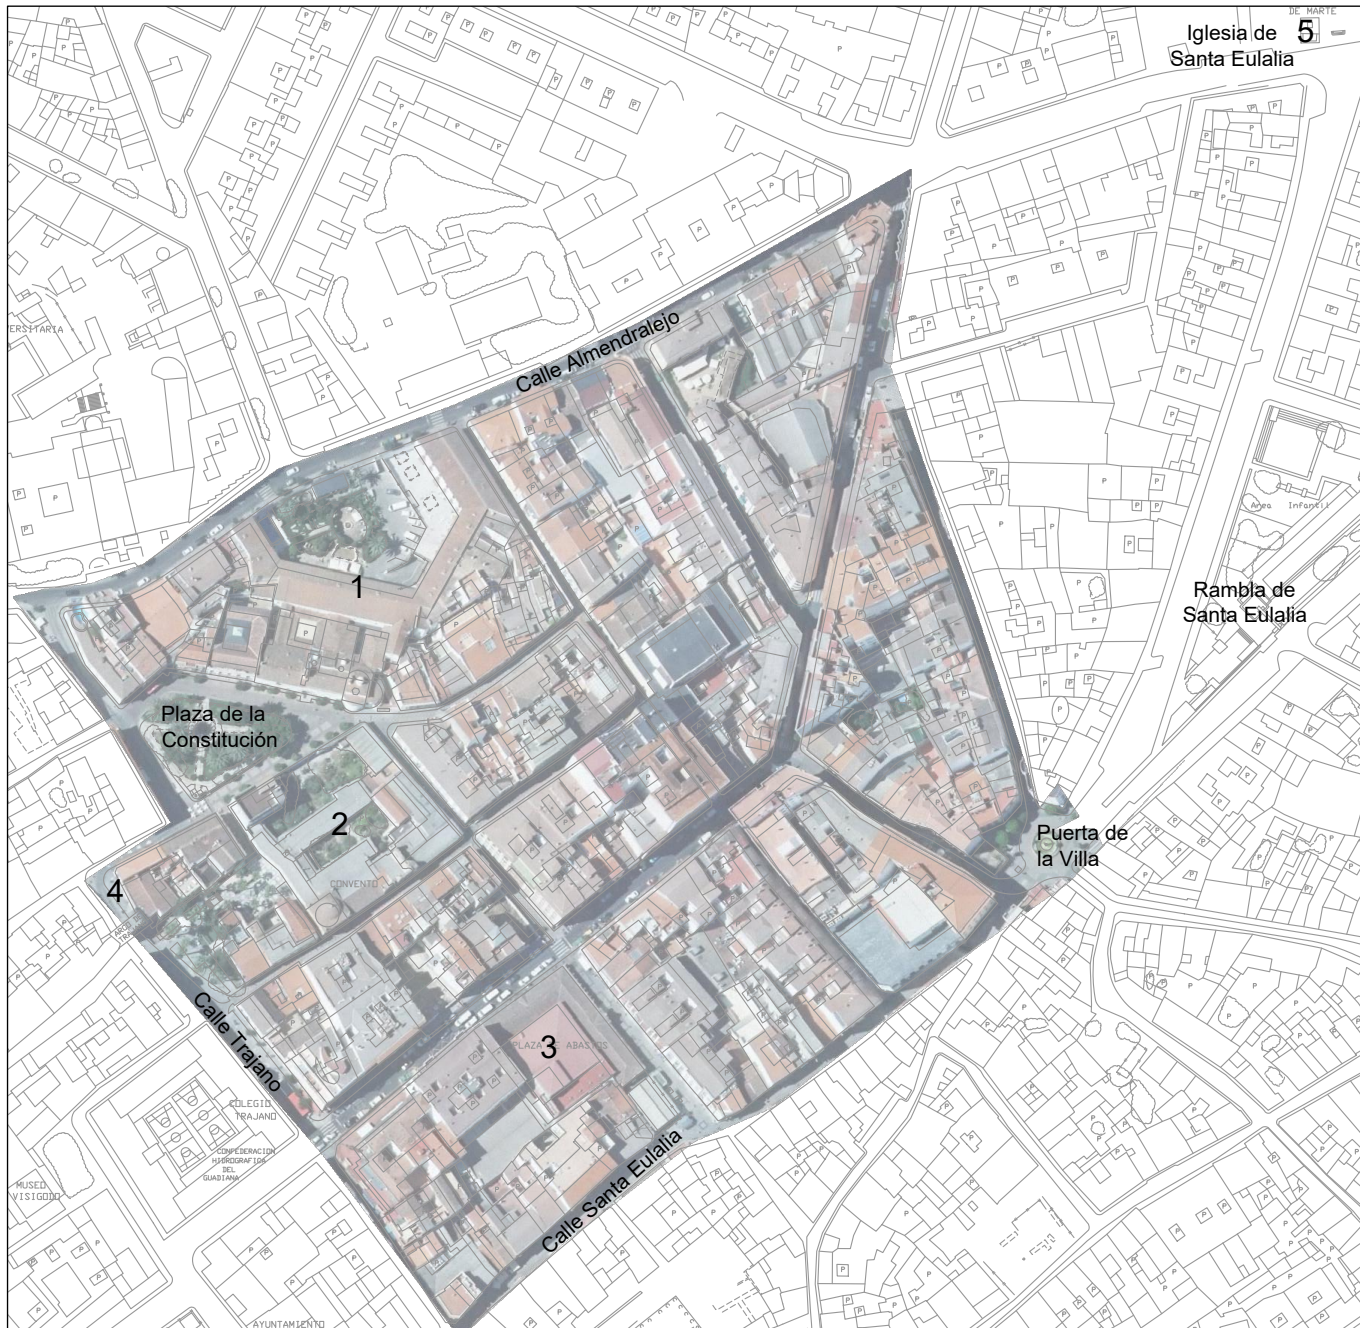 DE MARTE
Iglesia de 5
Santa Eulalia
ERSITARIA
Calle Almendralejo
Area Infantil
1
Rambla de
Santa Eulalia
Plaza de la
Constitución
2
Puerta de
la Villa
CONVENTO
4
Calle Trajano
PLAZA ABASTOS
3
COLEGIO
TRAJANO
CONFEDERACION
HIDROGRAFICA
DEL
GUADIANA
MUSEO
VISIGODO
Calle Santa Eulalia
AYUNTAMIENTO